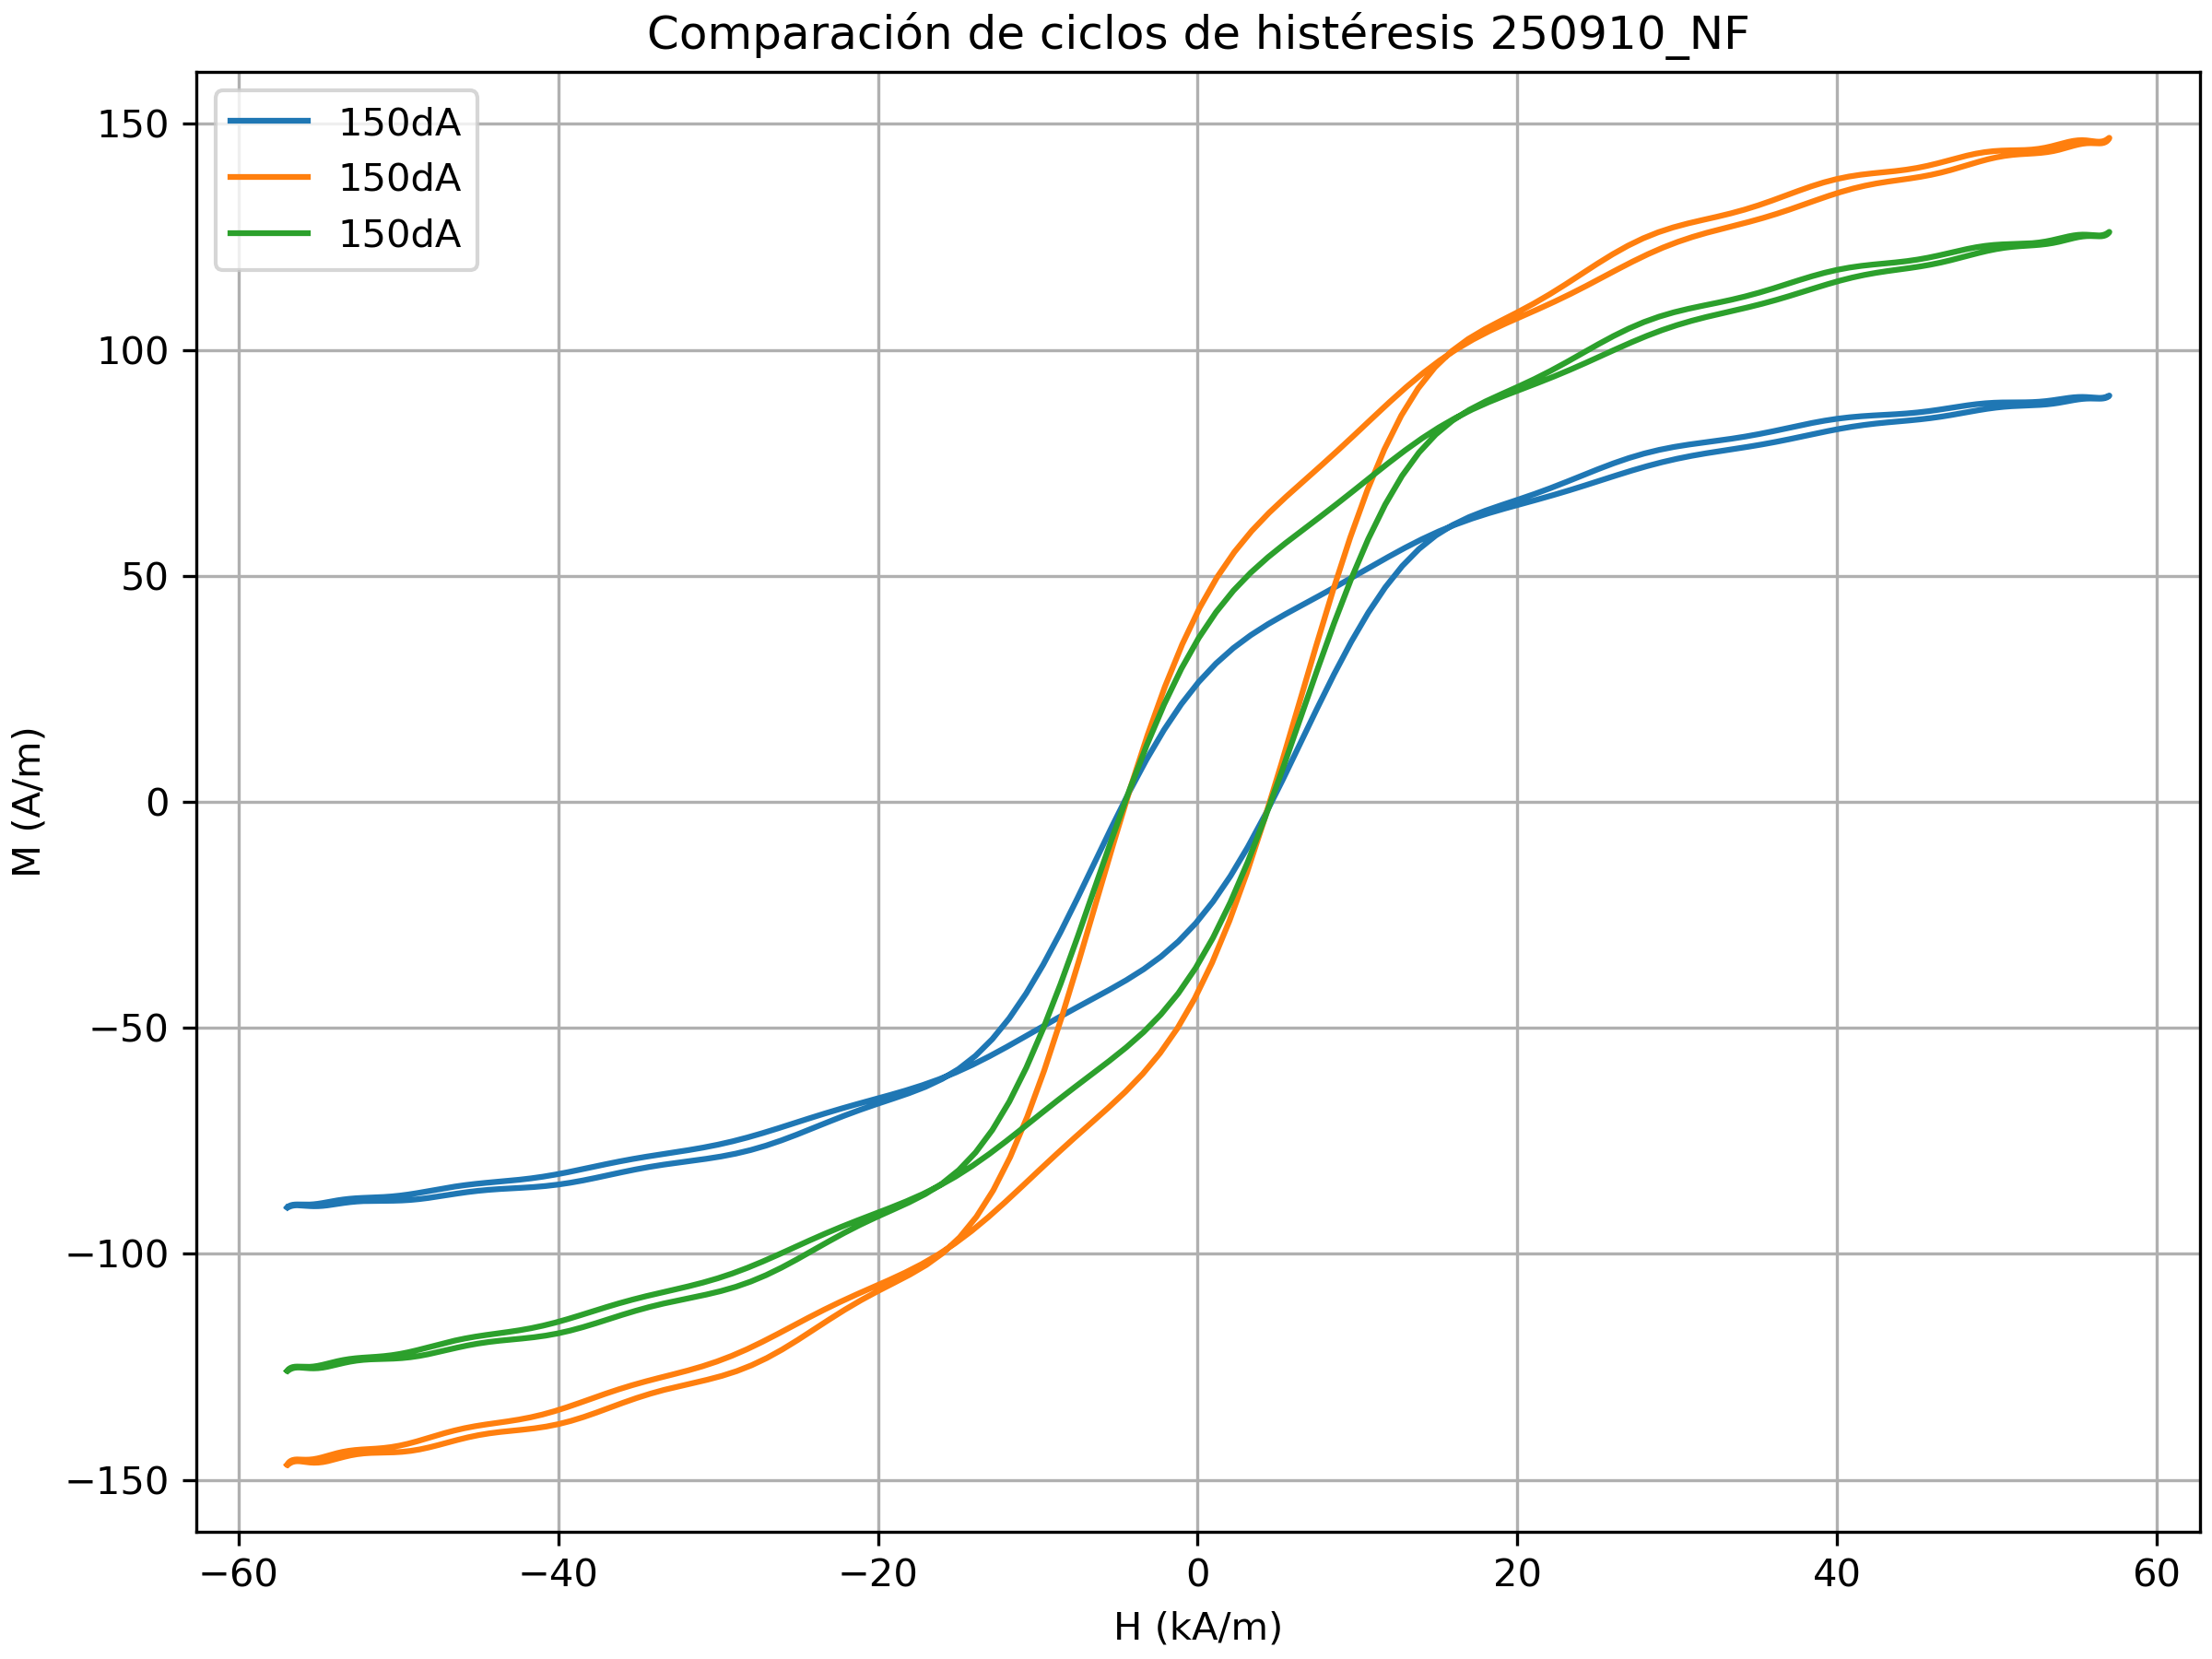 Comparación de ciclos de histéresis 250910_NF
150dA
150dA
150dA
M (A/m)
150
100
50
0
−50
−100
−150
−60 −40 −20 0 20 40 60
H (kA/m)